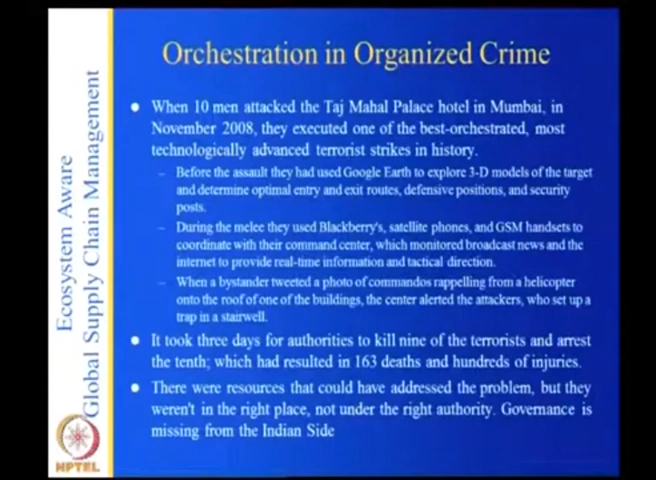 Orchestration in Organized Crime
When 10 men attacked the Taj Mahal Palace hotel in Mumbai, in
November 2008, they executed one of the best-orchestrated, most
technologically advanced terrorist strikes in history.
– Before the assault they had used Google Earth to explore 3-D models of the target
and determine optimal entry and exit routes, defensive positions, and security
posts.
– During the melee they used Blackberry's, satellite phones, and GSM handsets to
coordinate with their command center, which monitored broadcast news and the
internet to provide real-time information and tactical direction.
– When a bystander tweeted a photo of commandos rappelling from a helicopter
onto the roof of one of the buildings, the center alerted the attackers, who set up a
trap in a stairwell.
It took three days for authorities to kill nine of the terrorists and arrest
the tenth; which had resulted in 163 deaths and hundreds of injuries.
There were resources that could have addressed the problem, but they
weren't in the right place, not under the right authority. Governance is
missing from the Indian Side
Ecosystem Aware
Global Supply Chain Management
NPTEL